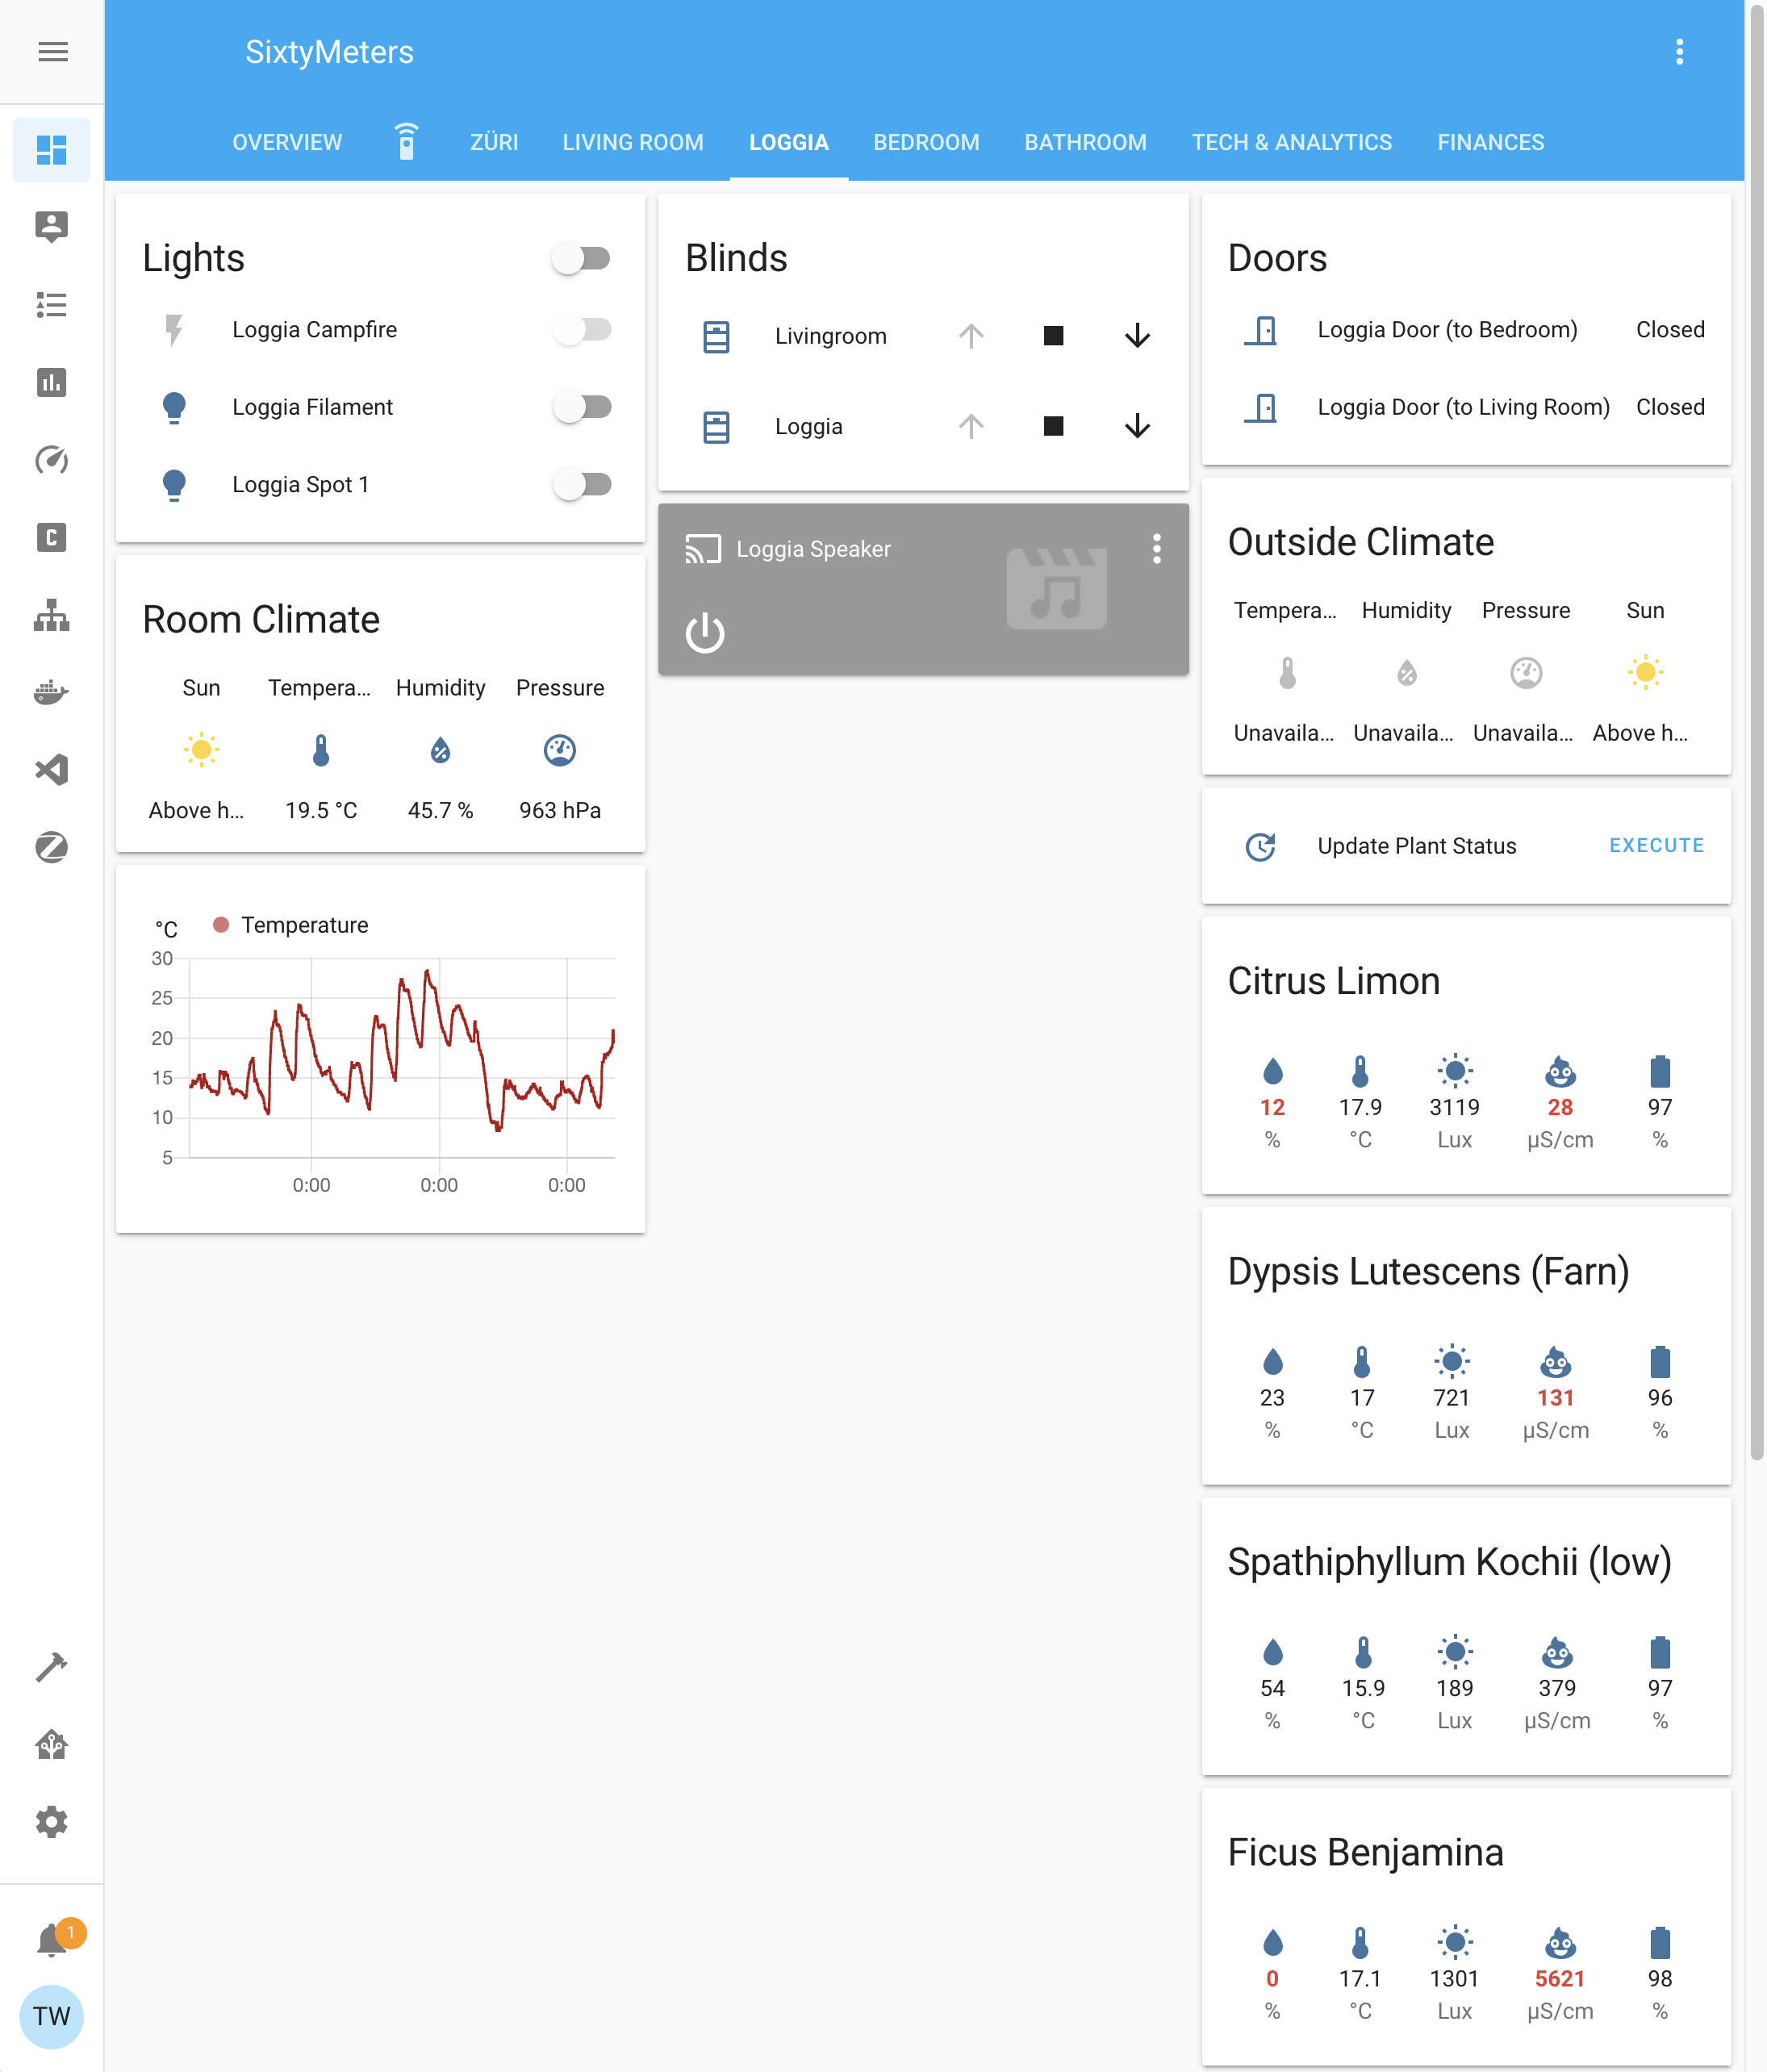 SixtyMeters
OVERVIEW ZÜRI LIVING ROOM LOGGIA BEDROOM BATHROOM TECH & ANALYTICS FINANCES
Lights
Loggia Campfire
Loggia Filament
Loggia Spot 1
Room Climate
Sun Tempera... Humidity Pressure
Above h... 19.5 °C 45.7 % 963 hPa
°C Temperature
30
25
20
15
10
5
0:00 0:00 0:00
Blinds
Livingroom
Loggia
Loggia Speaker
Doors
Loggia Door (to Bedroom) Closed
Loggia Door (to Living Room) Closed
Outside Climate
Tempera... Humidity Pressure Sun
Unavaila... Unavaila... Unavaila... Above h...
Update Plant Status EXECUTE
Citrus Limon
12 17.9 3119 28 97
% °C Lux µS/cm %
Dypsis Lutescens (Farn)
23 17 721 131 96
% °C Lux µS/cm %
Spathiphyllum Kochii (low)
54 15.9 189 379 97
% °C Lux µS/cm %
Ficus Benjamina
0 17.1 1301 5621 98
% °C Lux µS/cm %
C
1
TW